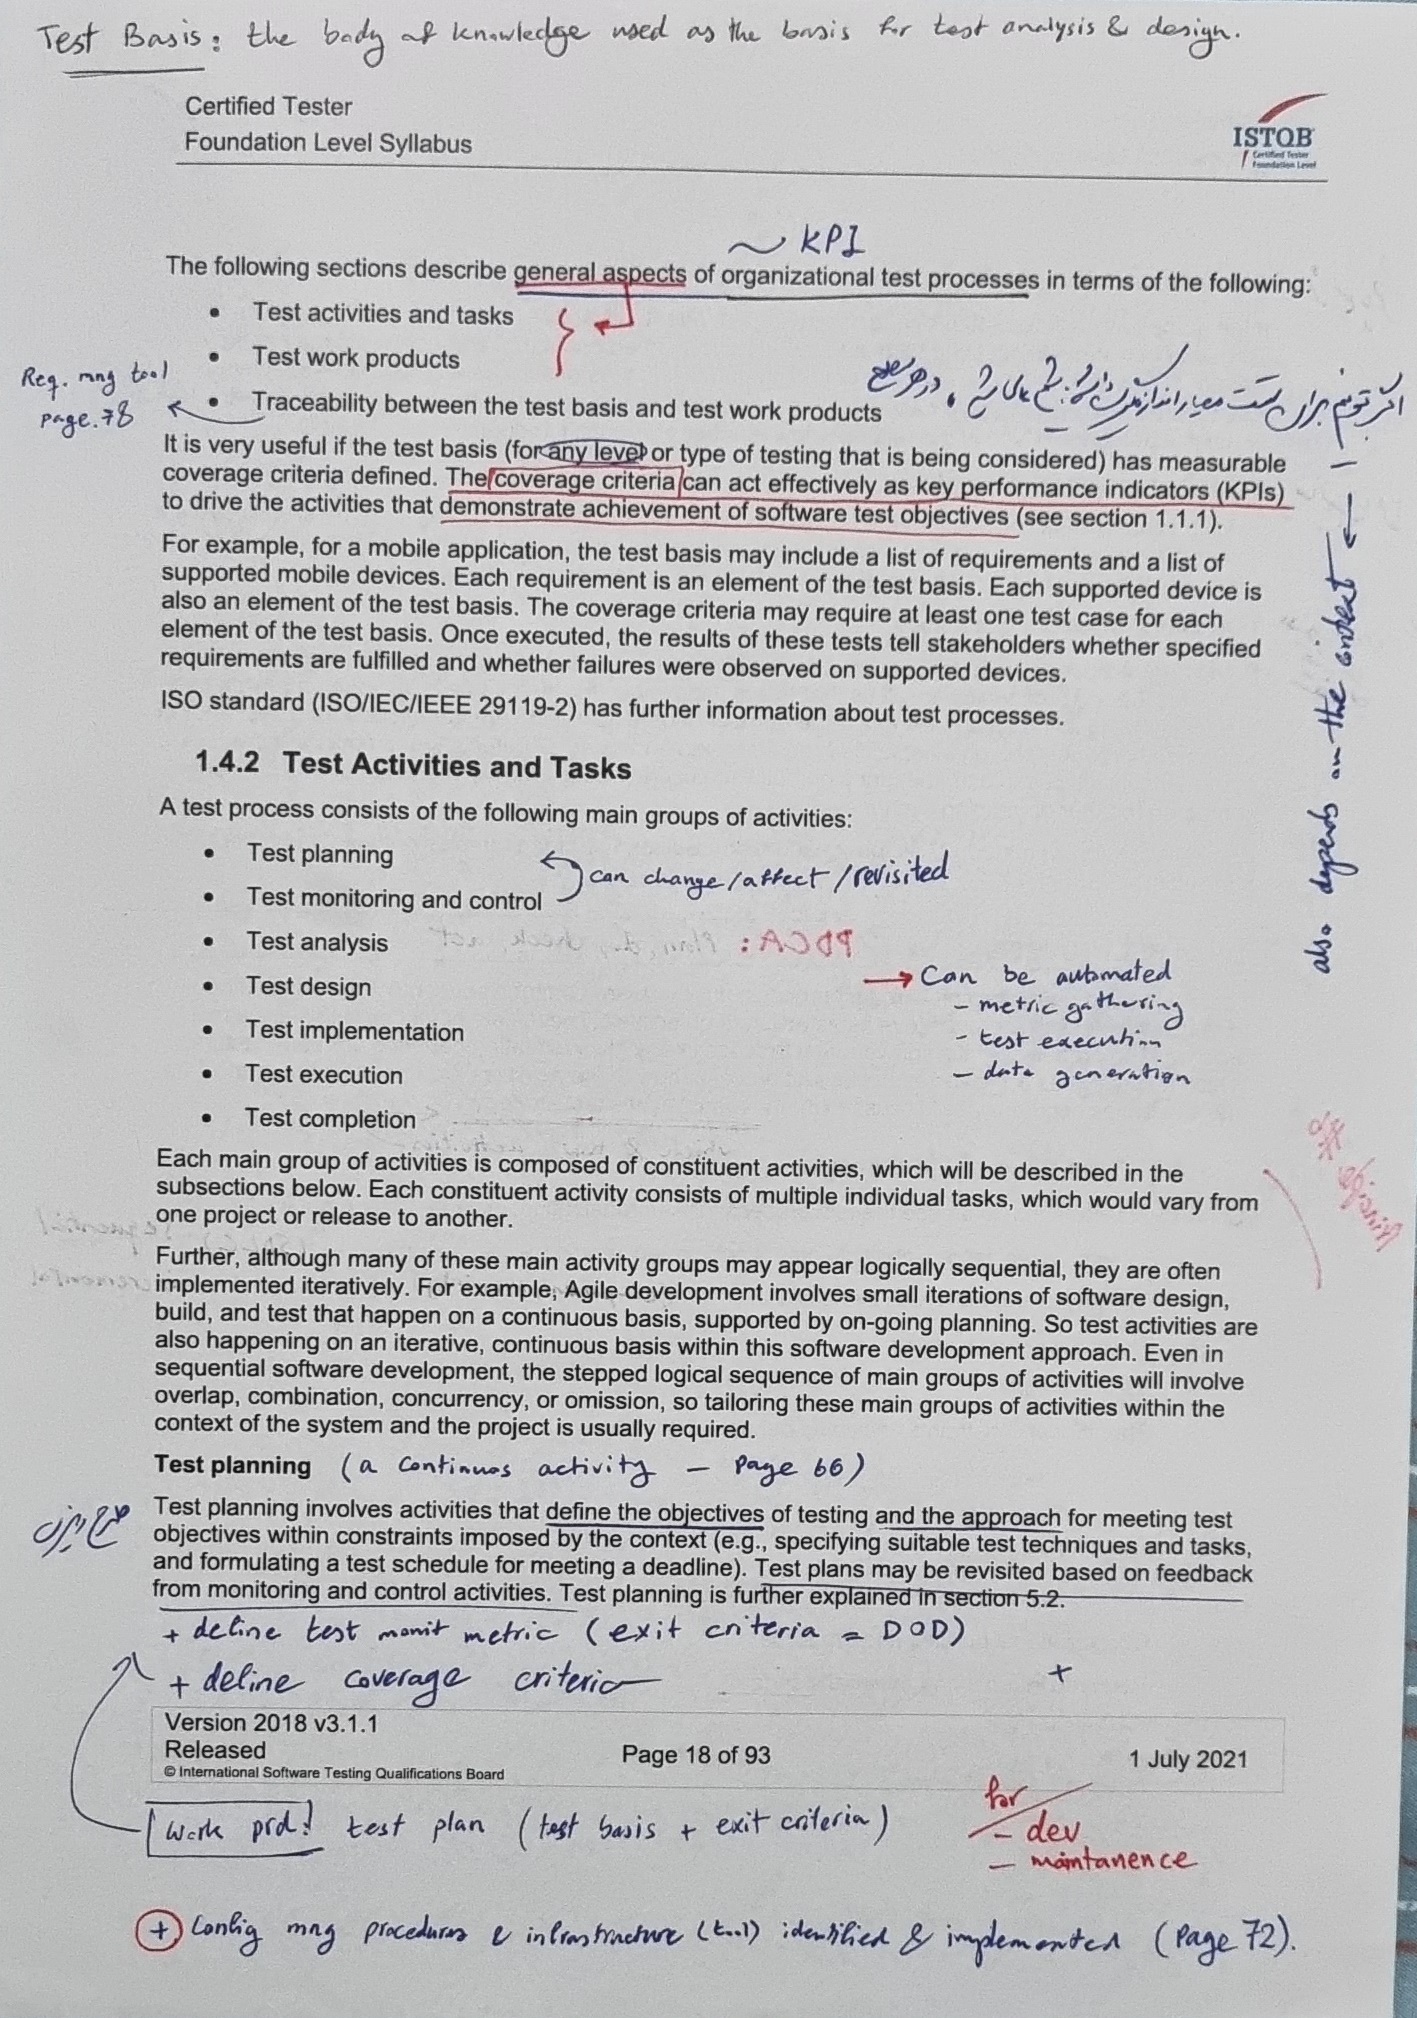 Test Basis: the body of knowledge used as the basis for test analysis & design.
Certified Tester
Foundation Level Syllabus
ISTQB
Certified Tester
Foundation Level
~ KPI
The following sections describe general aspects of organizational test processes in terms of the following:
• Test activities and tasks
• Test work products
Req. mng tool
page.78
• Traceability between the test basis and test work products
It is very useful if the test basis (for any level or type of testing that is being considered) has measurable
coverage criteria defined. The coverage criteria can act effectively as key performance indicators (KPIs)
to drive the activities that demonstrate achievement of software test objectives (see section 1.1.1).
For example, for a mobile application, the test basis may include a list of requirements and a list of
supported mobile devices. Each requirement is an element of the test basis. Each supported device is
also an element of the test basis. The coverage criteria may require at least one test case for each
element of the test basis. Once executed, the results of these tests tell stakeholders whether specified
requirements are fulfilled and whether failures were observed on supported devices.
ISO standard (ISO/IEC/IEEE 29119-2) has further information about test processes.
also depends on the
1.4.2 Test Activities and Tasks
A test process consists of the following main groups of activities:
• Test planning
• Test monitoring and control
can change/affect/revisited
• Test analysis
• Test design
• Test implementation
• Test execution
• Test completion
→ Can be automated
- metric gathering
- test execution
- data generation
Each main group of activities is composed of constituent activities, which will be described in the
subsections below. Each constituent activity consists of multiple individual tasks, which would vary from
one project or release to another.
Further, although many of these main activity groups may appear logically sequential, they are often
implemented iteratively. For example, Agile development involves small iterations of software design,
build, and test that happen on a continuous basis, supported by on-going planning. So test activities are
also happening on an iterative, continuous basis within this software development approach. Even in
sequential software development, the stepped logical sequence of main groups of activities will involve
overlap, combination, concurrency, or omission, so tailoring these main groups of activities within the
context of the system and the project is usually required.
Test planning (a continuos activity - page 66)
Test planning involves activities that define the objectives of testing and the approach for meeting test
objectives within constraints imposed by the context (e.g., specifying suitable test techniques and tasks,
and formulating a test schedule for meeting a deadline). Test plans may be revisited based on feedback
from monitoring and control activities. Test planning is further explained in section 5.2.
+ define test monit metric (exit criteria = DOD)
+ define coverage criteria
+
Version 2018 v3.1.1
Released
© International Software Testing Qualifications Board
Page 18 of 93
1 July 2021
work prd: test plan (test basis + exit criteria)
for
- dev
- maintanence
+ Config mng procedures & infrastructure (tool) identified & implemented (page 72).